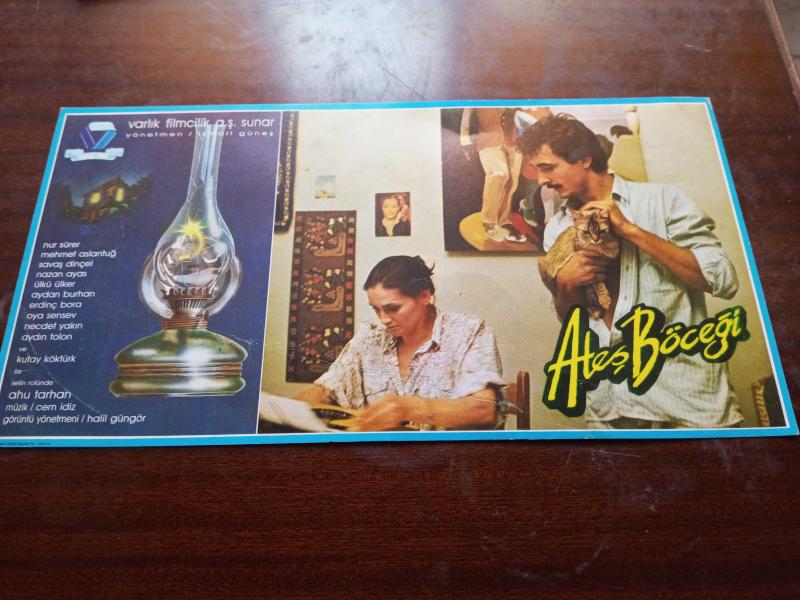 varlık filmcilik a.ş. sunar
yönetmen / ismail güneş
nur sürer
mehmet aslantuğ
savaş dinçel
nazan ayas
ülkü ülker
aydan burhan
erdinç bora
oya sensev
necdet yakın
aydın tolon
ve
kutay köktürk
ile
selin rolünde
ahu tarhan
müzik / cem idiz
görüntü yönetmeni / halil güngör
Ateş Böceği